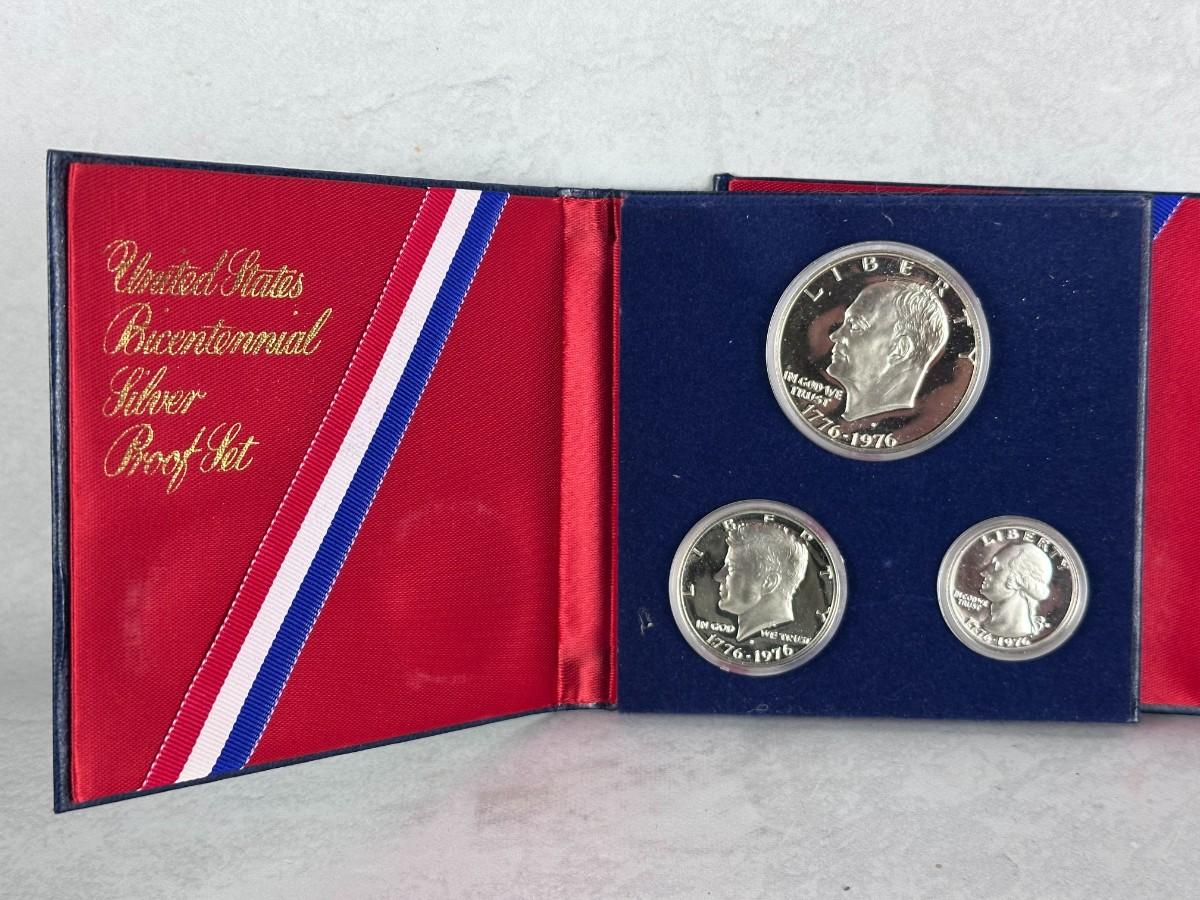 United States
Bicentennial
Silver
Proof Set
LIBERTY
IN GOD WE
TRUST
1776-1976
LIBERTY
IN GOD WE TRUST
1776-1976
LIBERTY
IN GOD WE
TRUST
1776-1976